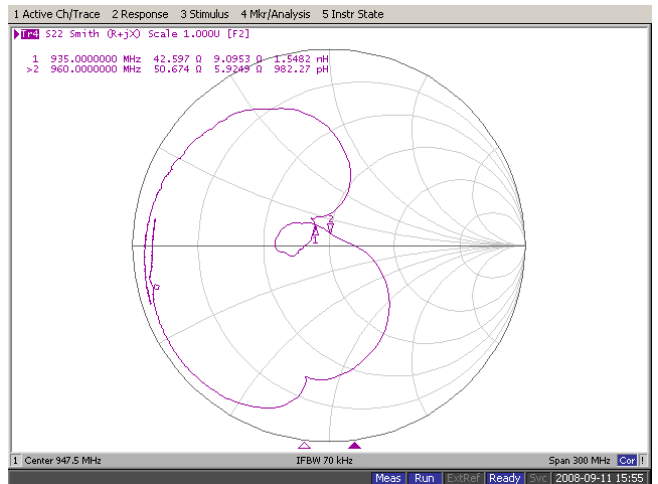 1 Active Ch/Trace 2 Response 3 Stimulus 4 Mkr/Analysis 5 Instr State
Tr4 S22 Smith (R+jX) Scale 1.000U [F2]
1 935.0000000 MHz 42.597 Ω 9.0953 Ω 1.5482 nH
>2 960.0000000 MHz 50.674 Ω 5.9249 Ω 982.27 pH
2
1
1 Center 947.5 MHz IFBW 70 kHz Span 300 MHz Cor !
Meas Run ExtRef Ready Svc 2008-09-11 15:55